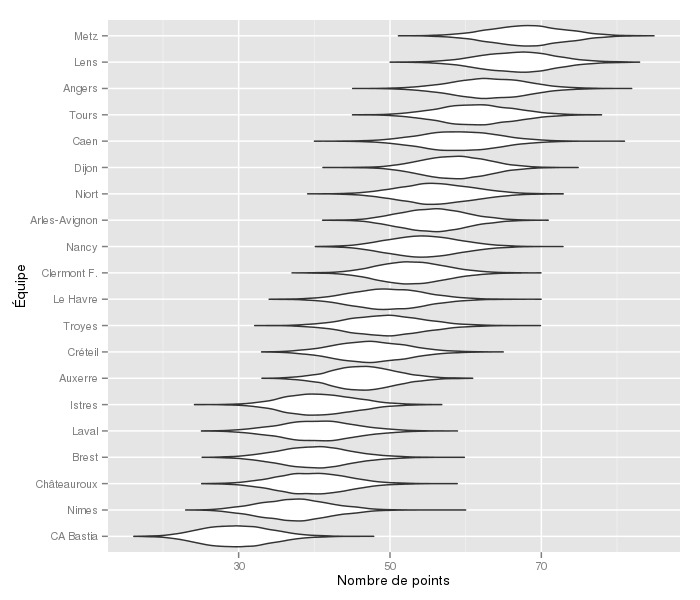 Metz
Lens
Angers
Tours
Caen
Dijon
Niort
Arles-Avignon
Nancy
Clermont F.
Le Havre
Troyes
Créteil
Auxerre
Istres
Laval
Brest
Châteauroux
Nimes
CA Bastia
Équipe
30 50 70
Nombre de points